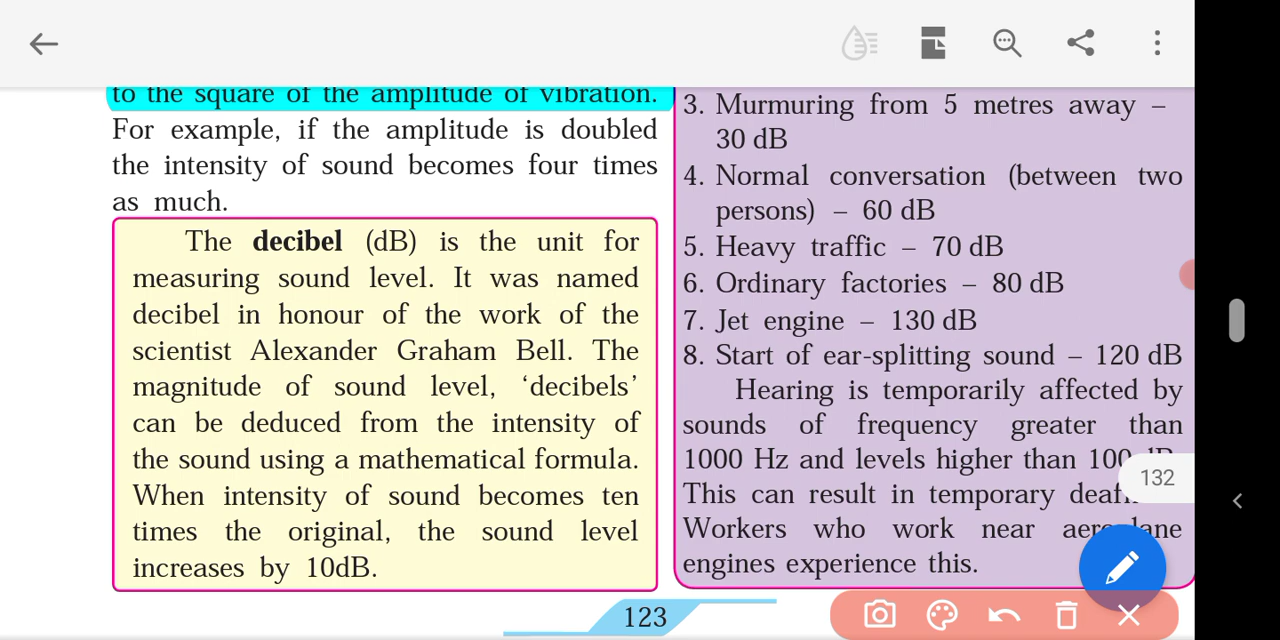 to the square of the amplitude of vibration.
For example, if the amplitude is doubled
the intensity of sound becomes four times
as much.
The decibel (dB) is the unit for
measuring sound level. It was named
decibel in honour of the work of the
scientist Alexander Graham Bell. The
magnitude of sound level, ‘decibels’
can be deduced from the intensity of
the sound using a mathematical formula.
When intensity of sound becomes ten
times the original, the sound level
increases by 10dB.
3. Murmuring from 5 metres away –
30 dB
4. Normal conversation (between two
persons) – 60 dB
5. Heavy traffic – 70 dB
6. Ordinary factories – 80 dB
7. Jet engine – 130 dB
8. Start of ear-splitting sound – 120 dB
Hearing is temporarily affected by
sounds of frequency greater than
1000 Hz and levels higher than 100 dB.
This can result in temporary
Workers who work near aeroplane
engines experience this.
132
123